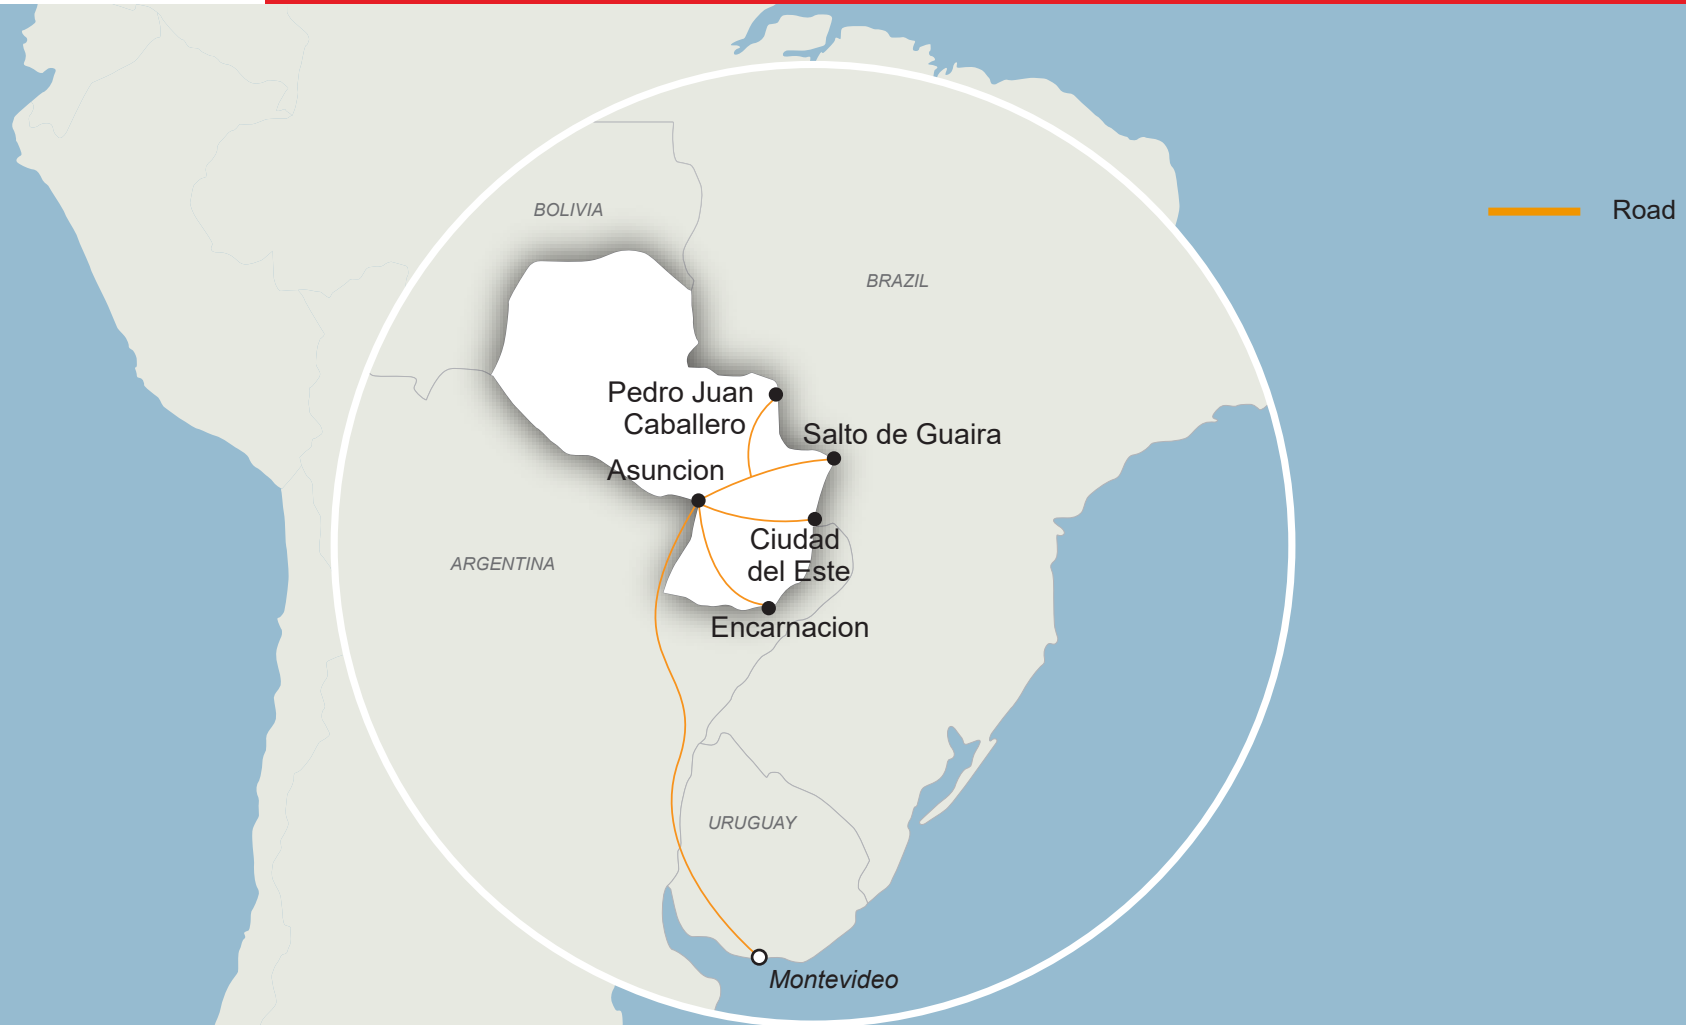 BOLIVIA
Road
BRAZIL
Pedro Juan
Caballero
Salto de Guaira
Asuncion
Ciudad
del Este
ARGENTINA
Encarnacion
URUGUAY
Montevideo